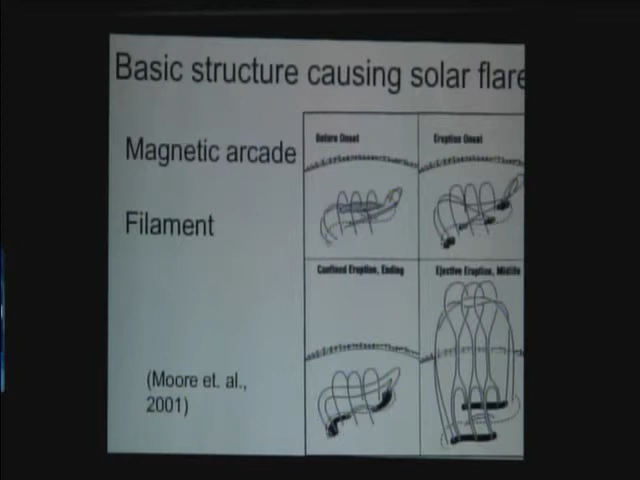 Basic structure causing solar flare
Magnetic arcade
Filament
(Moore et. al.,
2001)
Before Onset
Eruption Onset
Confined Eruption, Ending
Ejective Eruption, Midlife